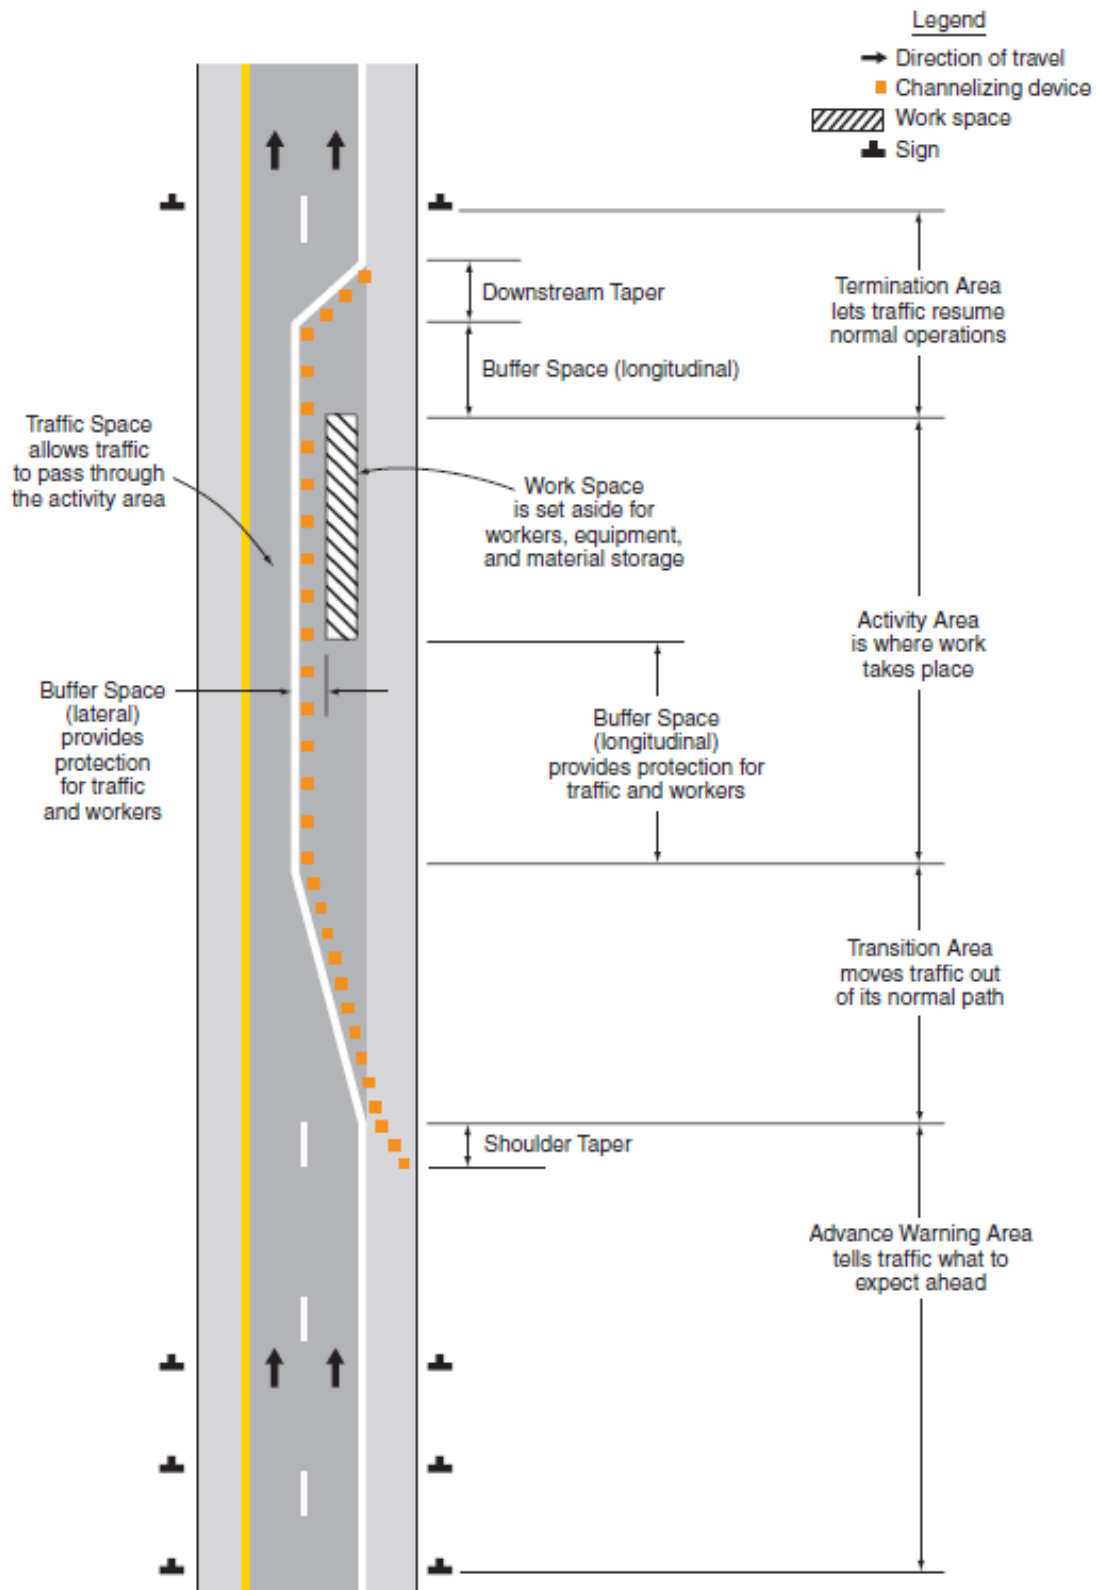 Legend
Direction of travel
Channelizing device
Work space
Sign
Downstream Taper
Termination Area
lets traffic resume
normal operations
Buffer Space (longitudinal)
Traffic Space
allows traffic
to pass through
the activity area
Work Space
is set aside for
workers, equipment,
and material storage
Activity Area
is where work
takes place
Buffer Space
(lateral)
provides
protection
for traffic
and workers
Buffer Space
(longitudinal)
provides protection for
traffic and workers
Transition Area
moves traffic out
of its normal path
Shoulder Taper
Advance Warning Area
tells traffic what to
expect ahead